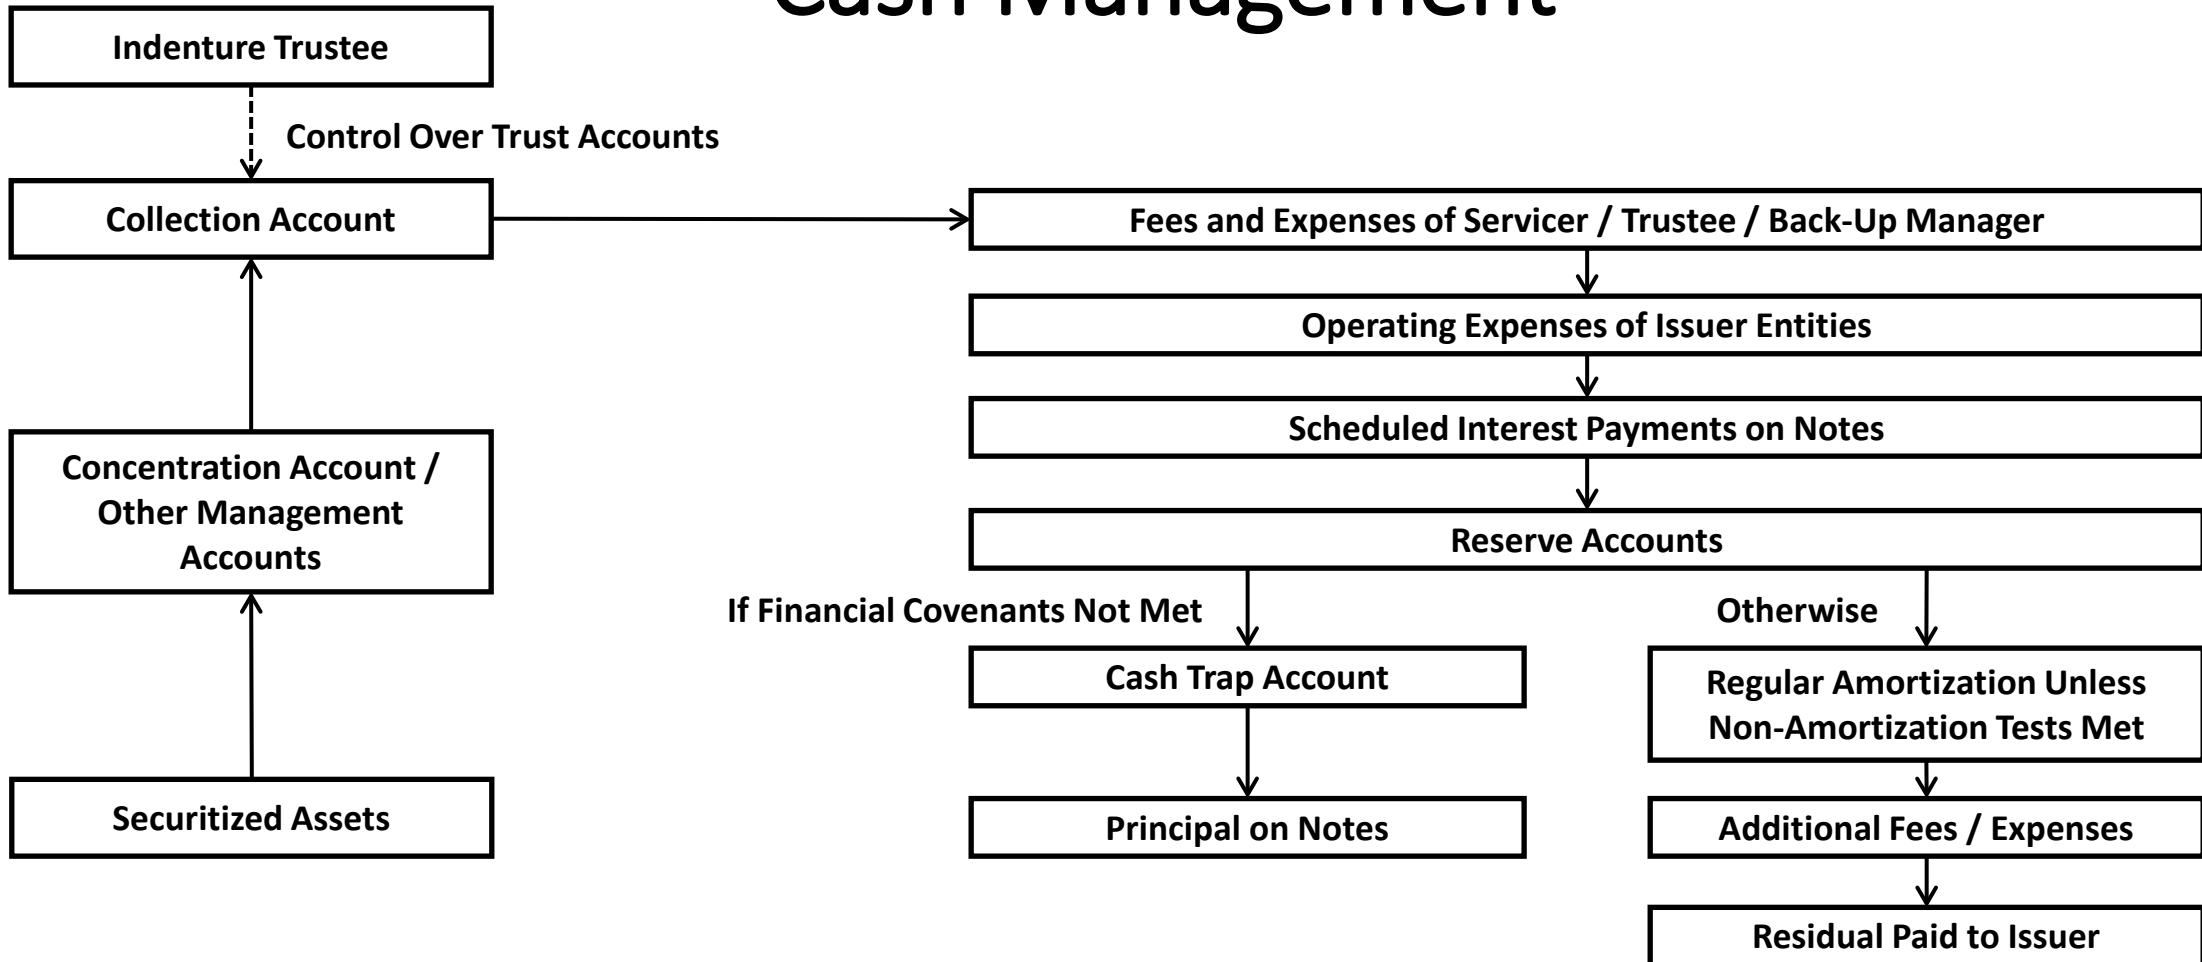 Cash Management
Indenture Trustee
Control Over Trust Accounts
Collection Account
Fees and Expenses of Servicer / Trustee / Back-Up Manager
Operating Expenses of Issuer Entities
Scheduled Interest Payments on Notes
Concentration Account /
Other Management
Accounts
Reserve Accounts
If Financial Covenants Not Met
Otherwise
Cash Trap Account
Regular Amortization Unless
Non-Amortization Tests Met
Securitized Assets
Principal on Notes
Additional Fees / Expenses
Residual Paid to Issuer